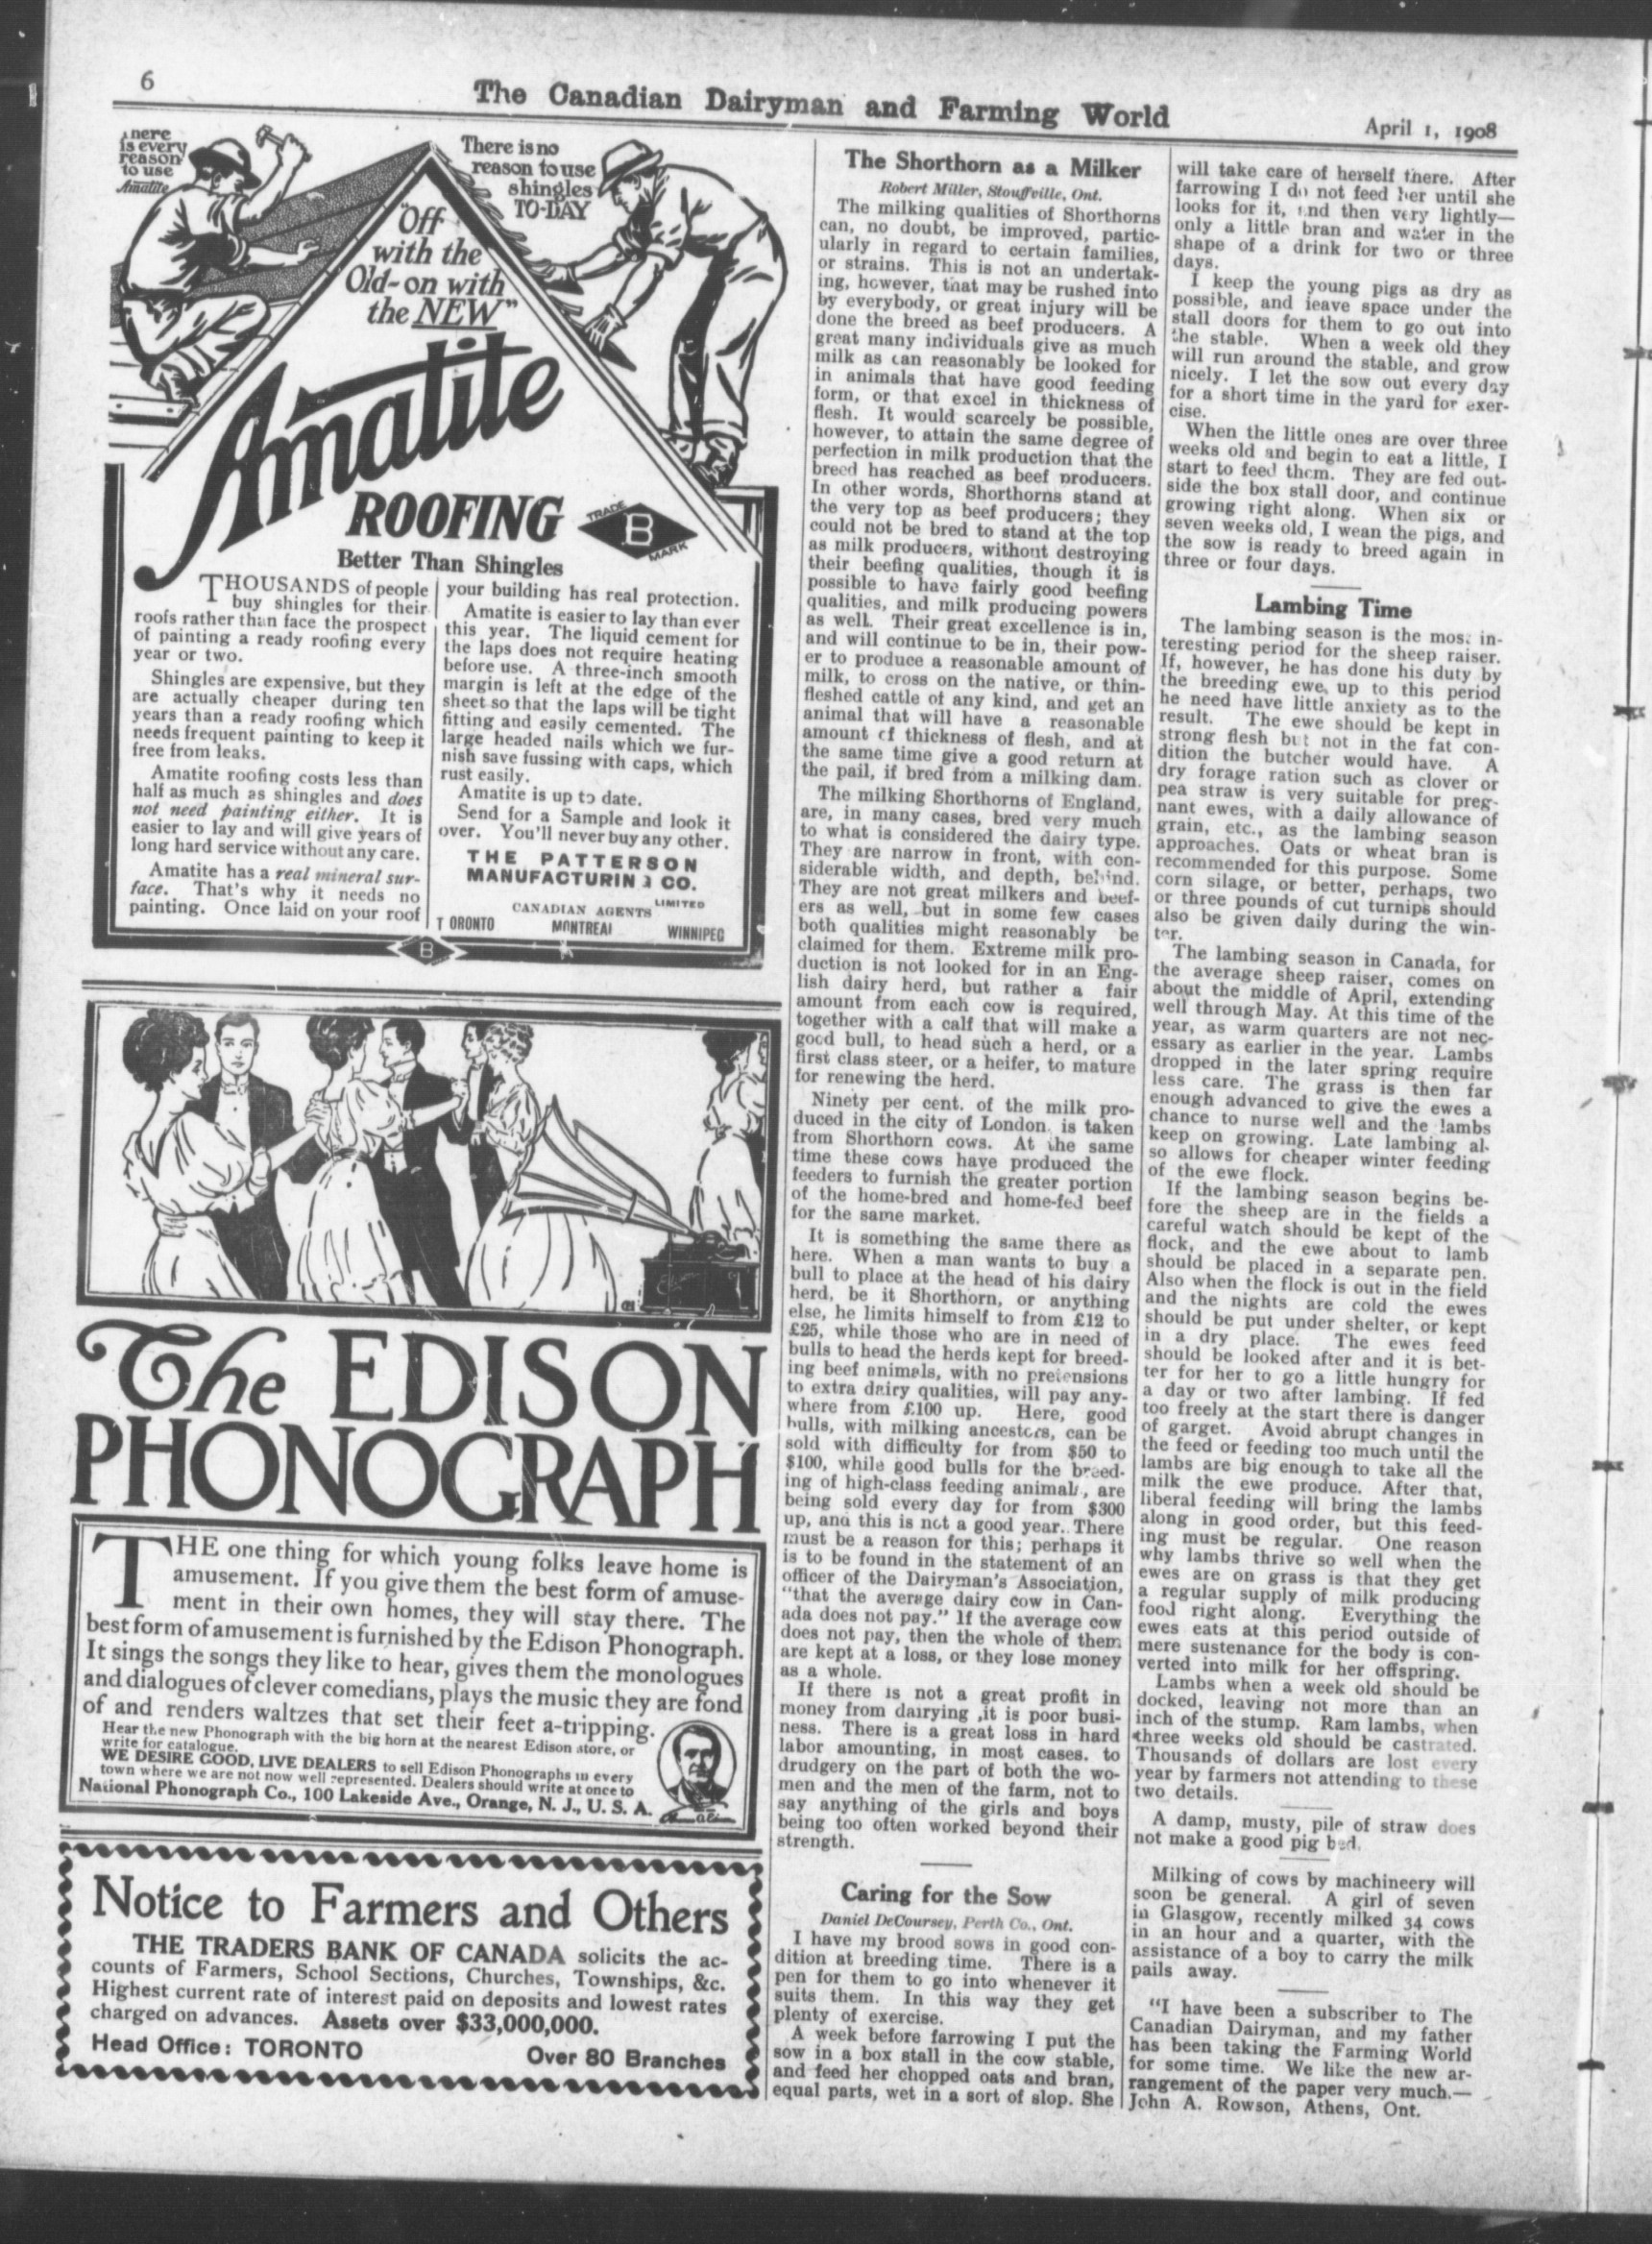 6
The Canadian Dairyman and Farming World
April 1, 1908
There
is every
reason
to use
Amatite
There is no
reason to use
shingles
TO-DAY
"Off
with the
Old-on with
the NEW"
Amatite
ROOFING
TRADE
B
MARK
Better Than Shingles
THOUSANDS of people
buy shingles for their
roofs rather than face the prospect
of painting a ready roofing every
year or two.
Shingles are expensive, but they
are actually cheaper during ten
years than a ready roofing which
needs frequent painting to keep it
free from leaks.
Amatite roofing costs less than
half as much as shingles and does
not need painting either. It is
easier to lay and will give years of
long hard service without any care.
Amatite has a real mineral sur-
face. That's why it needs no
painting. Once laid on your roof
your building has real protection.
Amatite is easier to lay than ever
this year. The liquid cement for
the laps does not require heating
before use. A three-inch smooth
margin is left at the edge of the
sheet so that the laps will be tight
fitting and easily cemented. The
large headed nails which we fur-
nish save fussing with caps, which
rust easily.
Amatite is up to date.
Send for a Sample and look it
over. You'll never buy any other.
THE PATTERSON
MANUFACTURING CO.
LIMITED
CANADIAN AGENTS
TORONTO MONTREAL WINNIPEG
B
The EDISON
PHONOGRAPH
THE one thing for which young folks leave home is
amusement. If you give them the best form of amuse-
ment in their own homes, they will stay there. The
best form of amusement is furnished by the Edison Phonograph.
It sings the songs they like to hear, gives them the monologues
and dialogues of clever comedians, plays the music they are fond
of and renders waltzes that set their feet a-tripping.
Hear the new Phonograph with the big horn at the nearest Edison store, or
write for catalogue.
WE DESIRE GOOD, LIVE DEALERS to sell Edison Phonographs in every
town where we are not now well represented. Dealers should write at once to
National Phonograph Co., 100 Lakeside Ave., Orange, N. J., U. S. A.
Notice to Farmers and Others
THE TRADERS BANK OF CANADA solicits the ac-
counts of Farmers, School Sections, Churches, Townships, &c.
Highest current rate of interest paid on deposits and lowest rates
charged on advances. Assets over $33,000,000.
Head Office: TORONTO Over 80 Branches
The Shorthorn as a Milker
Robert Miller, Stouffville, Ont.
The milking qualities of Shorthorns
can, no doubt, be improved, partic-
ularly in regard to certain families,
or strains. This is not an undertak-
ing, however, that may be rushed into
by everybody, or great injury will be
done the breed as beef producers. A
great many individuals give as much
milk as can reasonably be looked for
in animals that have good feeding
form, or that excel in thickness of
flesh. It would scarcely be possible,
however, to attain the same degree of
perfection in milk production that the
breed has reached as beef producers.
In other words, Shorthorns stand at
the very top as beef producers; they
could not be bred to stand at the top
as milk producers, without destroying
their beefing qualities, though it is
possible to have fairly good beefing
qualities, and milk producing powers
as well. Their great excellence is in,
and will continue to be in, their pow-
er to produce a reasonable amount of
milk, to cross on the native, or thin-
fleshed cattle of any kind, and get an
animal that will have a reasonable
amount of thickness of flesh, and at
the same time give a good return at
the pail, if bred from a milking dam.
The milking Shorthorns of England,
are, in many cases, bred very much
to what is considered the dairy type.
They are narrow in front, with con-
siderable width, and depth, behind.
They are not great milkers and beef-
ers as well, but in some few cases
both qualities might reasonably be
claimed for them. Extreme milk pro-
duction is not looked for in an Eng-
lish dairy herd, but rather a fair
amount from each cow is required,
together with a calf that will make a
good bull, to head such a herd, or a
first class steer, or a heifer, to mature
for renewing the herd.
Ninety per cent. of the milk pro-
duced in the city of London is taken
from Shorthorn cows. At the same
time these cows have produced the
feeders to furnish the greater portion
of the home-bred and home-fed beef
for the same market.
It is something the same there as
here. When a man wants to buy a
bull to place at the head of his dairy
herd, be it Shorthorn, or anything
else, he limits himself to from £12 to
£25, while those who are in need of
bulls to head the herds kept for breed-
ing beef animals, with no pretensions
to extra dairy qualities, will pay any-
where from £100 up. Here, good
bulls, with milking ancestors, can be
sold with difficulty for from $50 to
$100, while good bulls for the breed-
ing of high-class feeding animals, are
being sold every day for from $300
up, and this is not a good year. There
must be a reason for this; perhaps it
is to be found in the statement of an
officer of the Dairyman's Association,
"that the average dairy cow in Can-
ada does not pay." If the average cow
does not pay, then the whole of them
are kept at a loss, or they lose money
as a whole.
If there is not a great profit in
money from dairying ,it is poor busi-
ness. There is a great loss in hard
labor amounting, in most cases. to
drudgery on the part of both the wo-
men and the men of the farm, not to
say anything of the girls and boys
being too often worked beyond their
strength.
Caring for the Sow
Daniel DeCoursey, Perth Co., Ont.
I have my brood sows in good con-
dition at breeding time. There is a
pen for them to go into whenever it
suits them. In this way they get
plenty of exercise.
A week before farrowing I put the
sow in a box stall in the cow stable,
and feed her chopped oats and bran,
equal parts, wet in a sort of slop. She
will take care of herself there. After
farrowing I do not feed her until she
looks for it, and then very lightly—
only a little bran and water in the
shape of a drink for two or three
days.
I keep the young pigs as dry as
possible, and leave space under the
stall doors for them to go out into
the stable. When a week old they
will run around the stable, and grow
nicely. I let the sow out every day
for a short time in the yard for exer-
cise.
When the little ones are over three
weeks old and begin to eat a little, I
start to feed them. They are fed out-
side the box stall door, and continue
growing right along. When six or
seven weeks old, I wean the pigs, and
the sow is ready to breed again in
three or four days.
Lambing Time
The lambing season is the most in-
teresting period for the sheep raiser.
If, however, he has done his duty by
the breeding ewe, up to this period
he need have little anxiety as to the
result. The ewe should be kept in
strong flesh but not in the fat con-
dition the butcher would have. A
dry forage ration such as clover or
pea straw is very suitable for preg-
nant ewes, with a daily allowance of
grain, etc., as the lambing season
approaches. Oats or wheat bran is
recommended for this purpose. Some
corn silage, or better, perhaps, two
or three pounds of cut turnips should
also be given daily during the win-
ter.
The lambing season in Canada, for
the average sheep raiser, comes on
about the middle of April, extending
well through May. At this time of the
year, as warm quarters are not nec-
essary as earlier in the year. Lambs
dropped in the later spring require
less care. The grass is then far
enough advanced to give the ewes a
chance to nurse well and the lambs
keep on growing. Late lambing al-
so allows for cheaper winter feeding
of the ewe flock.
If the lambing season begins be-
fore the sheep are in the fields a
careful watch should be kept of the
flock, and the ewe about to lamb
should be placed in a separate pen.
Also when the flock is out in the field
and the nights are cold the ewes
should be put under shelter, or kept
in a dry place. The ewes feed
should be looked after and it is bet-
ter for her to go a little hungry for
a day or two after lambing. If fed
too freely at the start there is danger
of garget. Avoid abrupt changes in
the feed or feeding too much until the
lambs are big enough to take all the
milk the ewe produce. After that,
liberal feeding will bring the lambs
along in good order, but this feed-
ing must be regular. One reason
why lambs thrive so well when the
ewes are on grass is that they get
a regular supply of milk producing
food right along. Everything the
ewes eats at this period outside of
mere sustenance for the body is con-
verted into milk for her offspring.
Lambs when a week old should be
docked, leaving not more than an
inch of the stump. Ram lambs, when
three weeks old should be castrated.
Thousands of dollars are lost every
year by farmers not attending to these
two details.
A damp, musty, pile of straw does
not make a good pig bed.
Milking of cows by machineery will
soon be general. A girl of seven
in Glasgow, recently milked 34 cows
in an hour and a quarter, with the
assistance of a boy to carry the milk
pails away.
"I have been a subscriber to The
Canadian Dairyman, and my father
has been taking the Farming World
for some time. We like the new ar-
rangement of the paper very much.—
John A. Rowson, Athens, Ont.